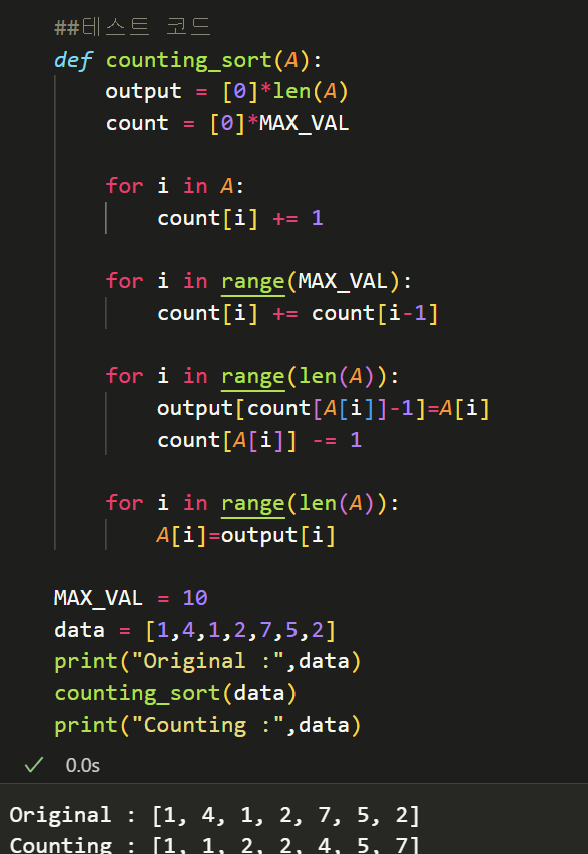 ##테스트 코드
def counting_sort(A):
    output = [0]*len(A)
    count = [0]*MAX_VAL
    for i in A:
        count[i] += 1
    for i in range(MAX_VAL):
        count[i] += count[i-1]
    for i in range(len(A)):
        output[count[A[i]]-1]=A[i]
        count[A[i]] -= 1
    for i in range(len(A)):
        A[i]=output[i]
MAX_VAL = 10
data = [1,4,1,2,7,5,2]
print("Original :",data)
counting_sort(data)
print("Counting :",data)
0.0s
Original : [1, 4, 1, 2, 7, 5, 2]
Counting : [1, 1, 2, 2, 4, 5, 7]